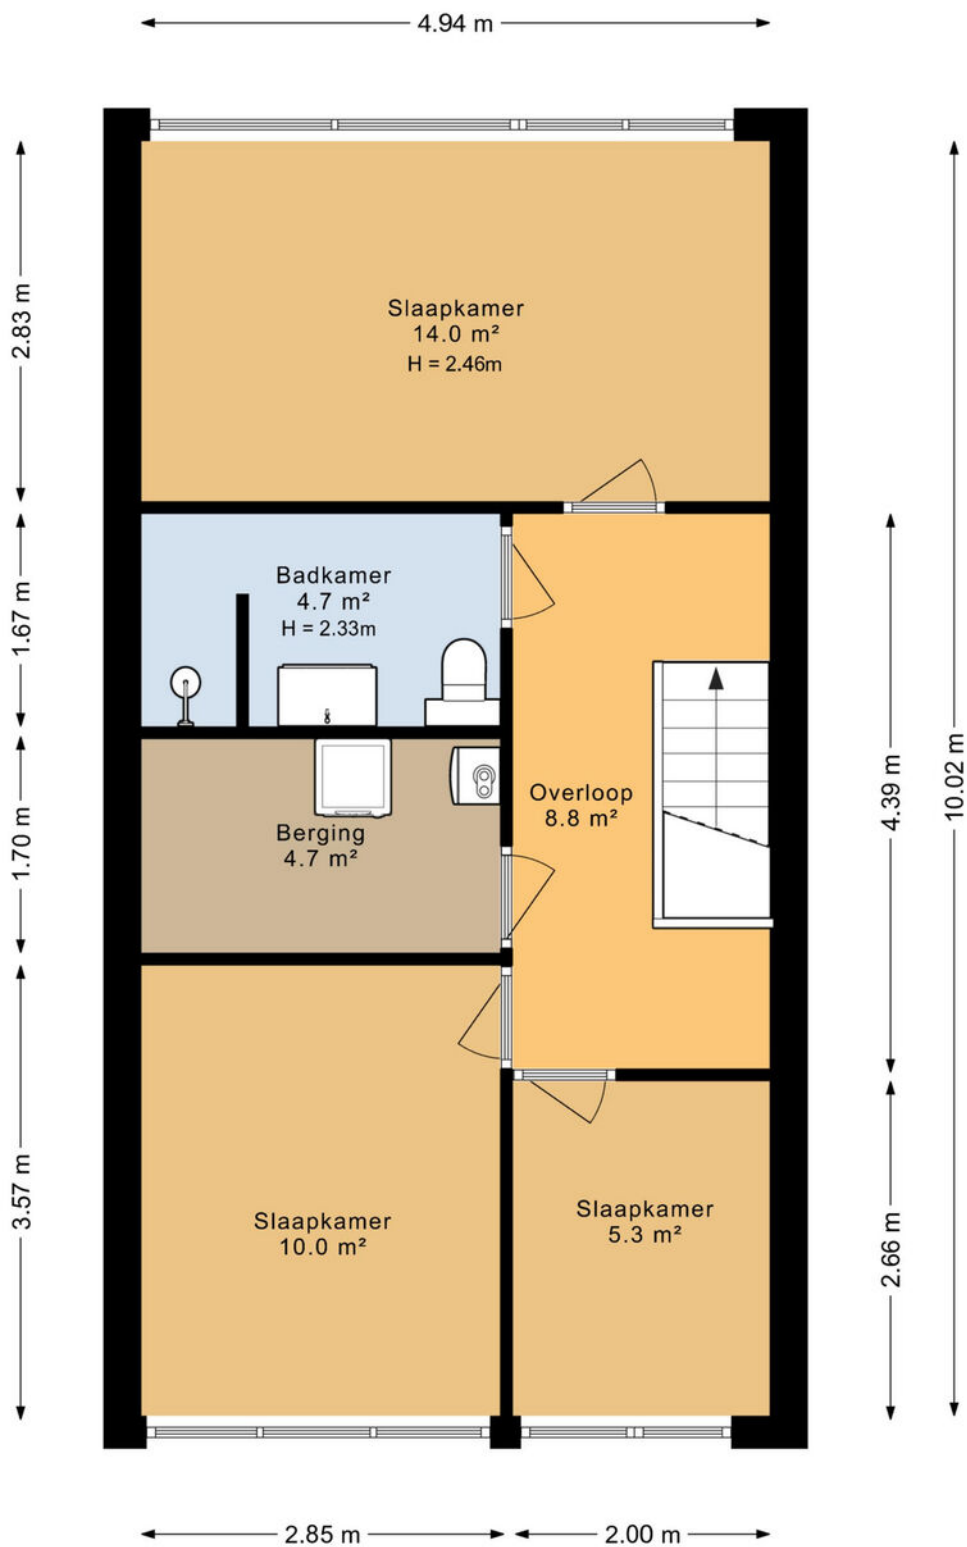 4.94 m
2.83 m
Slaapkamer
14.0 m²
H = 2.46m
1.67 m
Badkamer
4.7 m²
H = 2.33m
1.70 m
Berging
4.7 m²
Overloop
8.8 m²
4.39 m
10.02 m
3.57 m
Slaapkamer
10.0 m²
Slaapkamer
5.3 m²
2.66 m
2.85 m
2.00 m